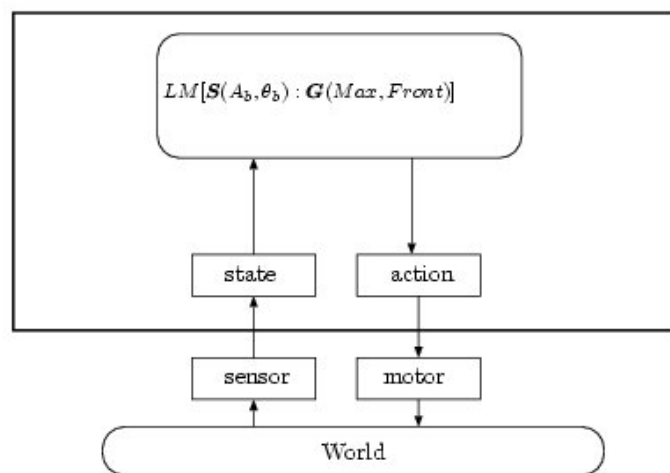 LM[S(A_b,θ_b) : G(Max, Front)]
state action
sensor motor
World